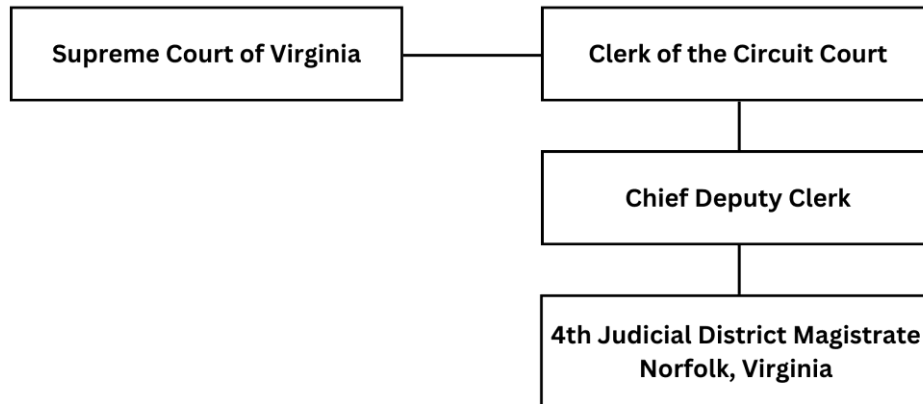 Supreme Court of Virginia
Clerk of the Circuit Court
Chief Deputy Clerk
4th Judicial District Magistrate
Norfolk, Virginia